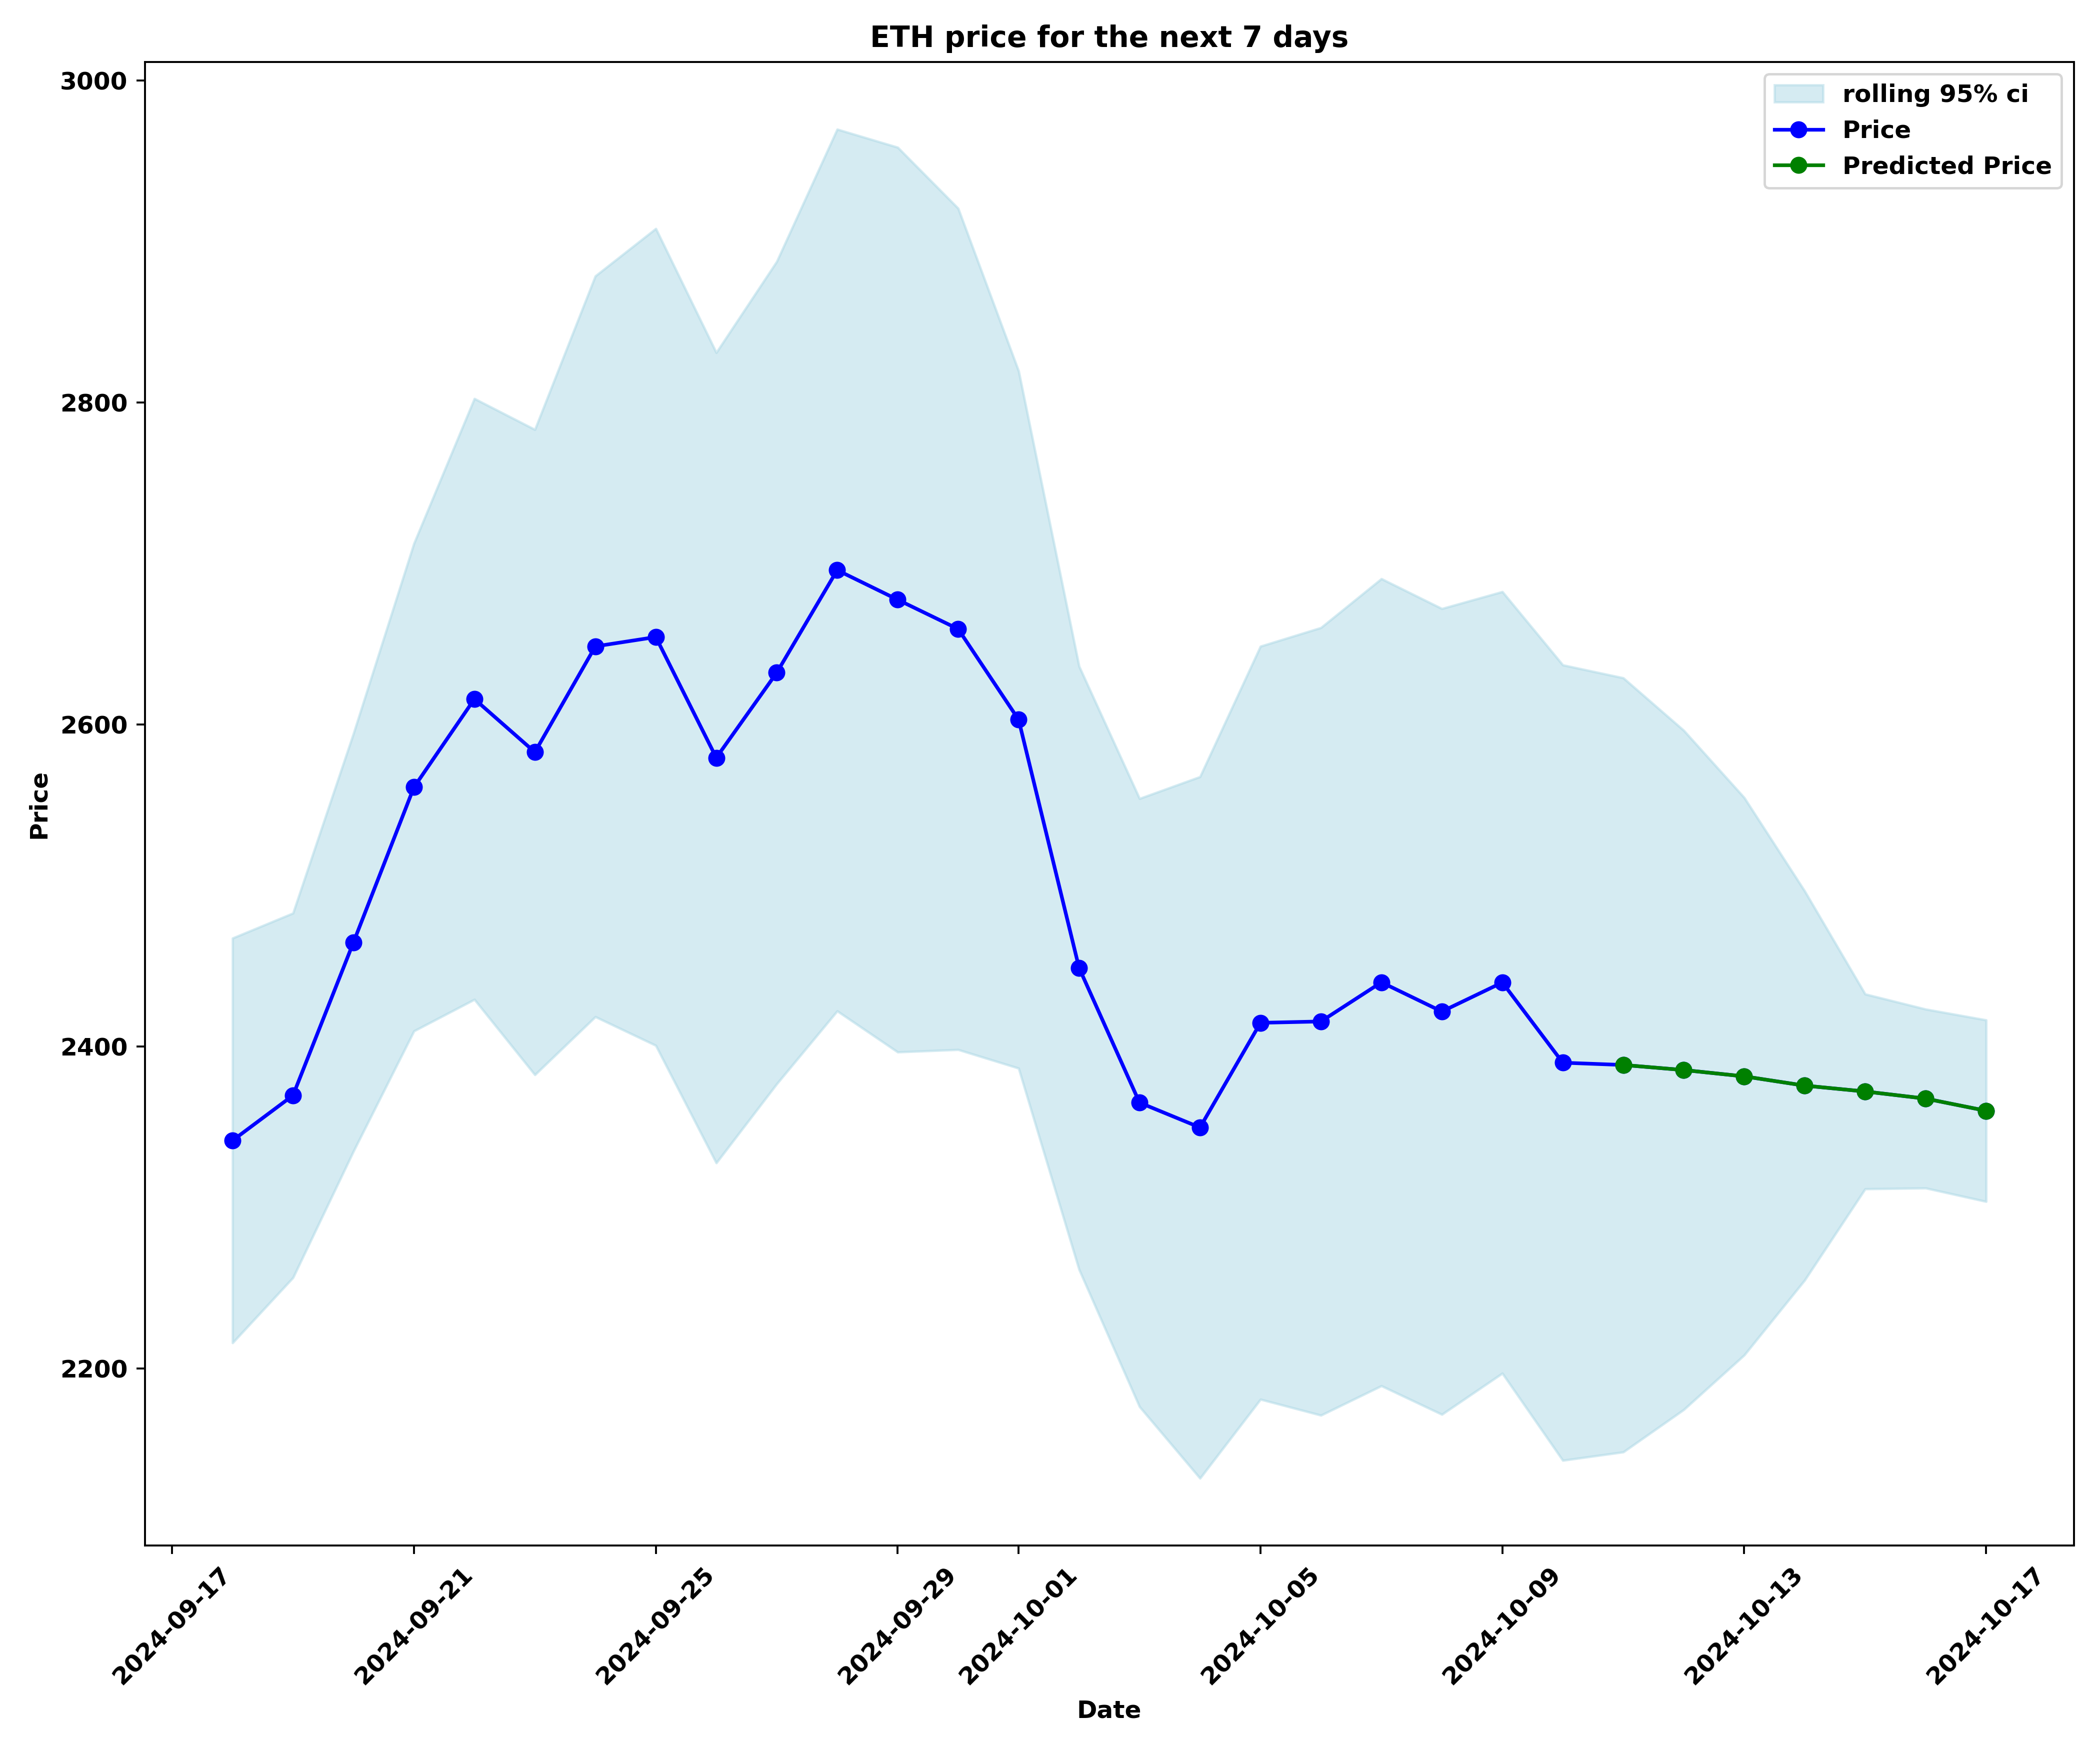 ETH price for the next 7 days
rolling 95% ci
Price
Predicted Price
3000
2800
2600
2400
2200
Price
2024-09-17
2024-09-21
2024-09-25
2024-09-29
2024-10-01
2024-10-05
2024-10-09
2024-10-13
2024-10-17
Date